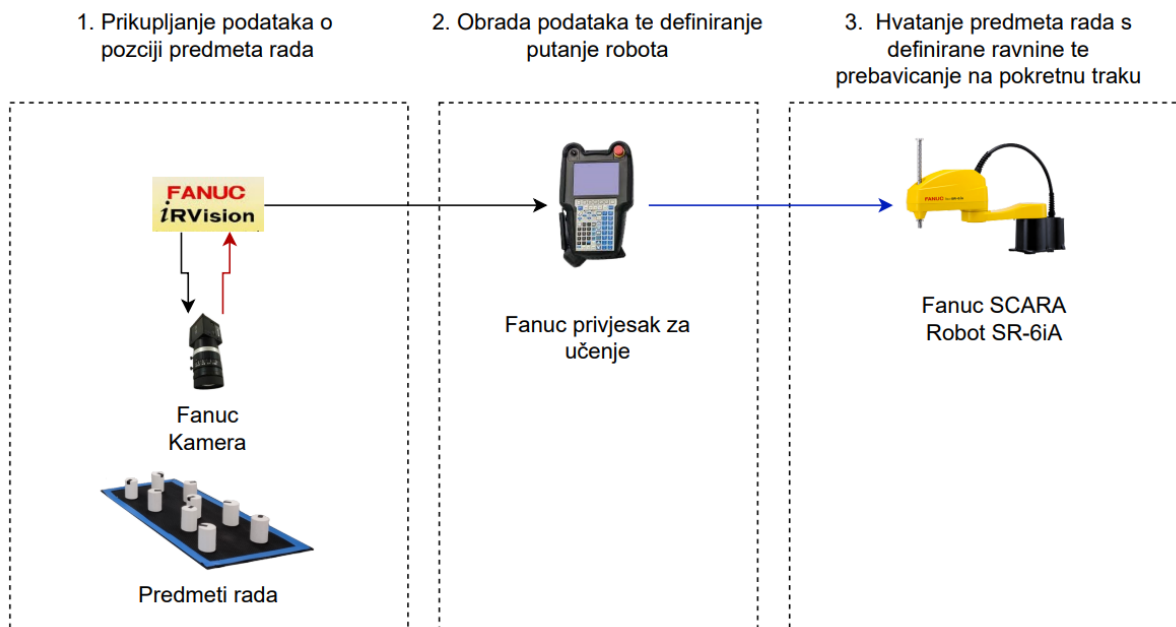 1. Prikupljanje podataka o
pozciji predmeta rada
2. Obrada podataka te definiranje
putanje robota
3. Hvatanje predmeta rada s
definirane ravnine te
prebavicanje na pokretnu traku
FANUC
iRVision
FANUC
Fanuc
Kamera
Predmeti rada
Fanuc privjesak za
učenje
Fanuc SCARA
Robot SR-6iA